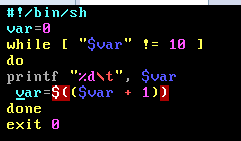 #!/bin/sh
var=0
while [ "$var" != 10 ]
do
printf "%d\t", $var
var=$(($var + 1))
done
exit 0